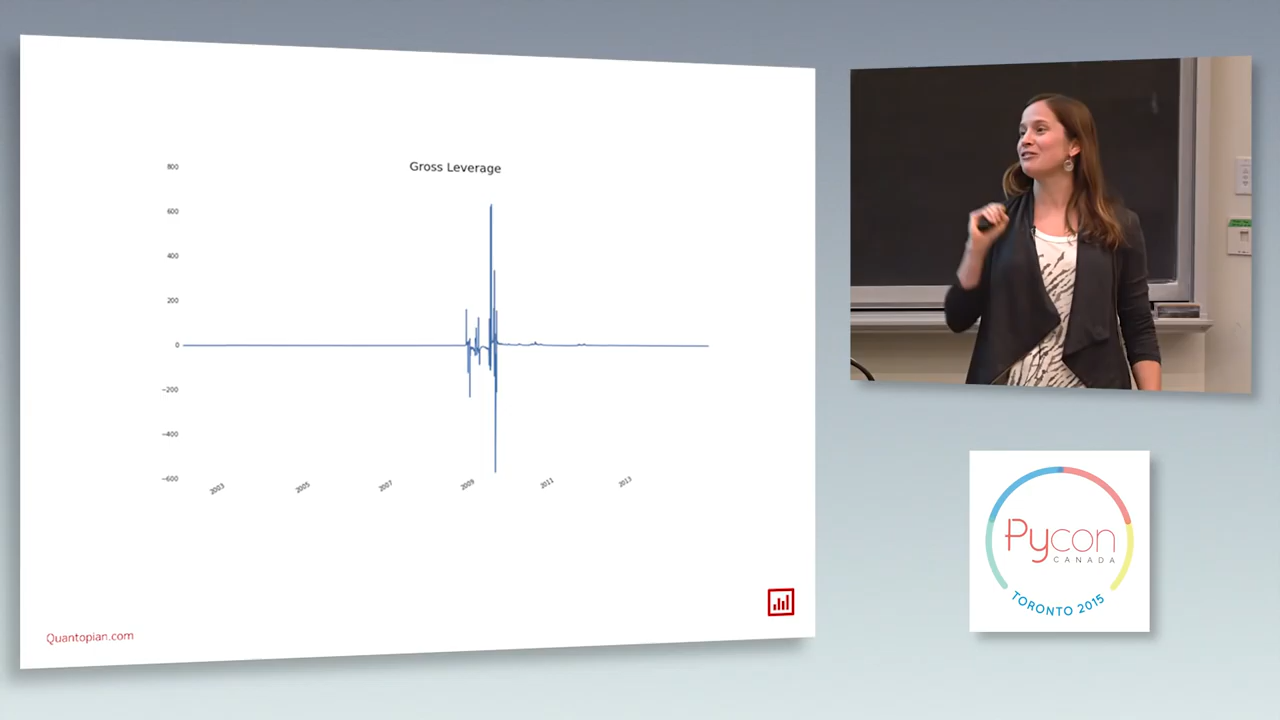 Gross Leverage
800
600
400
200
0
−200
−400
−600
2003
2005
2007
2009
2011
2013
Quantopian.com
Pycon
CANADA
TORONTO 2015